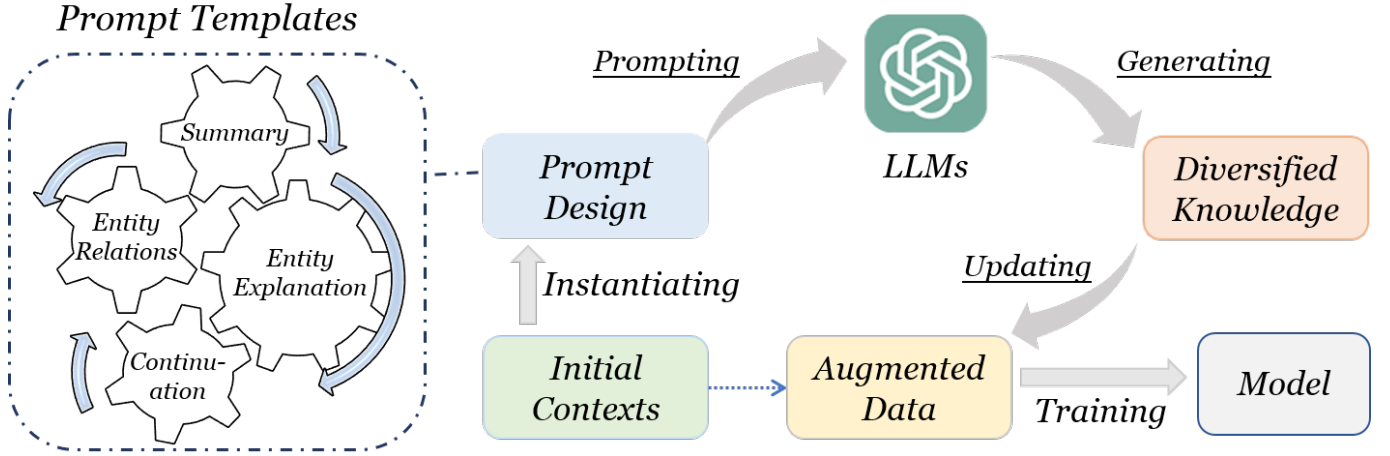 Prompt Templates
Summary
Entity
Relations
Entity
Explanation
Continu-
ation
Prompting
LLMs
Generating
Prompt
Design
Diversified
Knowledge
Instantiating
Updating
Initial
Contexts
Augmented
Data
Training
Model